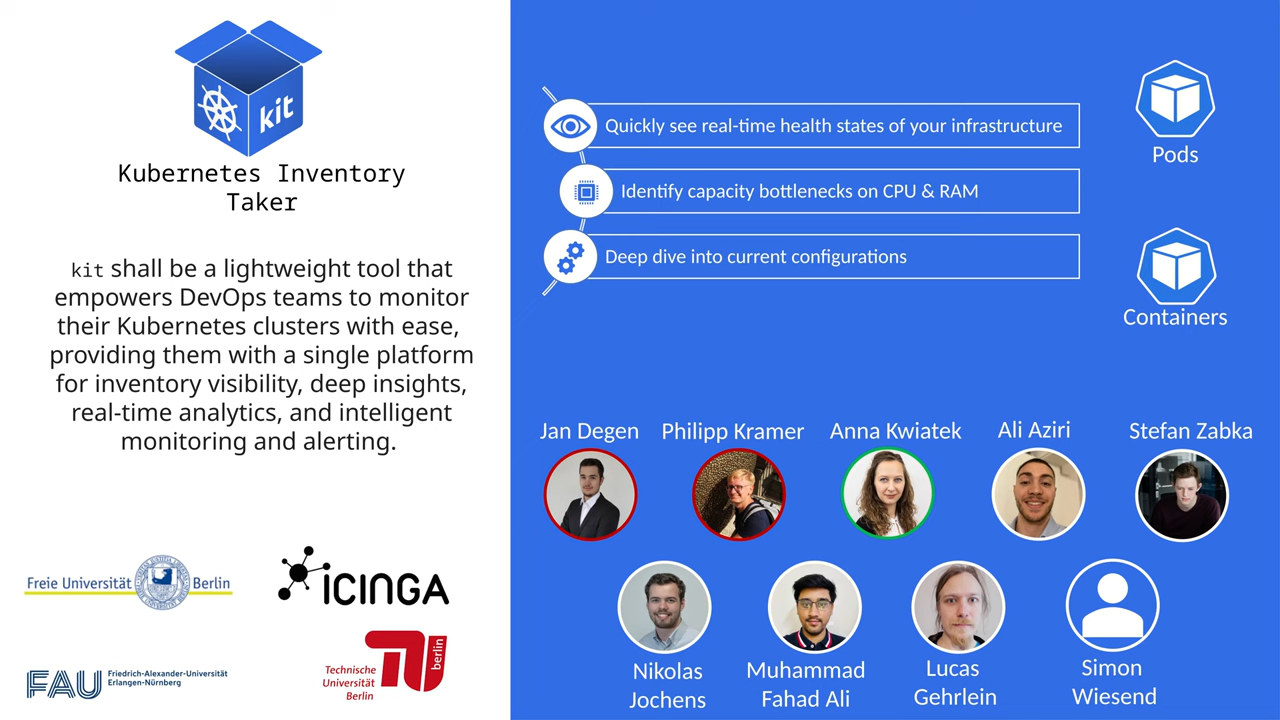 kit
Kubernetes Inventory
Taker
kit shall be a lightweight tool that
empowers DevOps teams to monitor
their Kubernetes clusters with ease,
providing them with a single platform
for inventory visibility, deep insights,
real-time analytics, and intelligent
monitoring and alerting.
Freie Universität Berlin
ICINGA
FAU Friedrich-Alexander-Universität
Erlangen-Nürnberg
Technische
Universität
Berlin
berlin
Quickly see real-time health states of your infrastructure
Identify capacity bottlenecks on CPU & RAM
Deep dive into current configurations
Pods
Containers
Jan Degen
Philipp Kramer
Anna Kwiatek
Ali Aziri
Stefan Zabka
Nikolas
Jochens
Muhammad
Fahad Ali
Lucas
Gehrlein
Simon
Wiesend